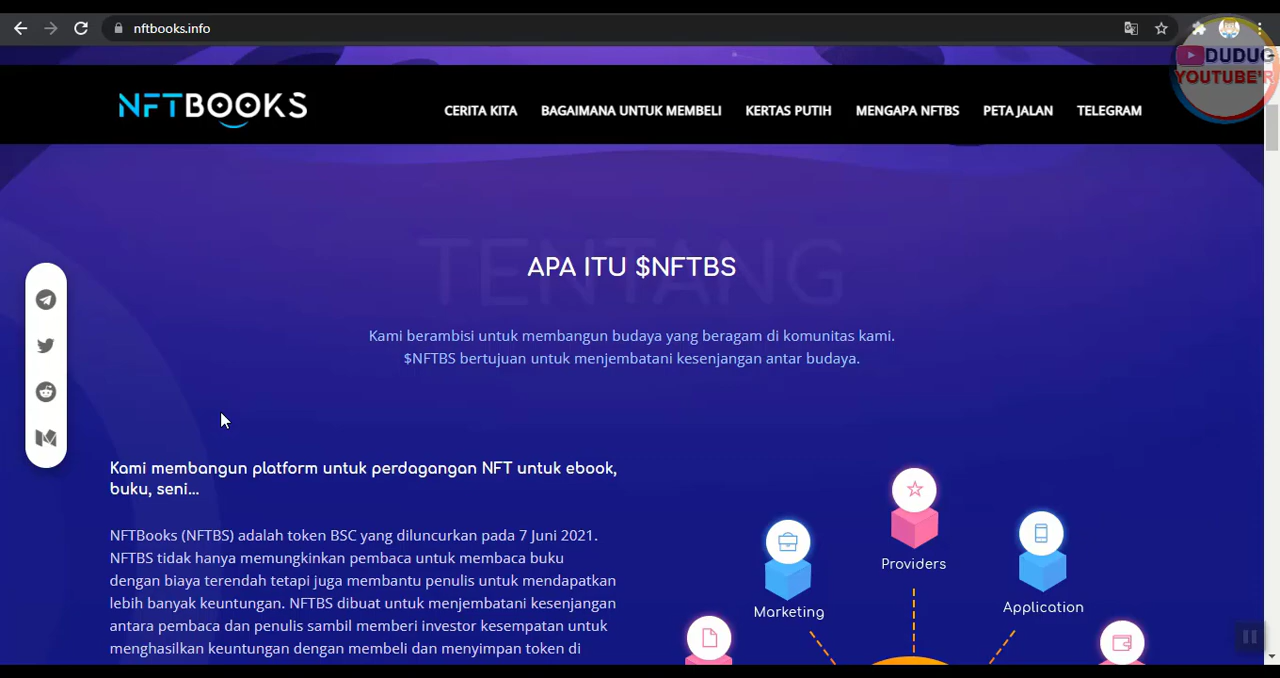 nftbooks.info
DUDUG
YOUTUBE'R
NFTBOOKS
CERITA KITA
BAGAIMANA UNTUK MEMBELI
KERTAS PUTIH
MENGAPA NFTBS
PETA JALAN
TELEGRAM
TENTANG
APA ITU $NFTBS
Kami berambisi untuk membangun budaya yang beragam di komunitas kami.
$NFTBS bertujuan untuk menjembatani kesenjangan antar budaya.
Kami membangun platform untuk perdagangan NFT untuk ebook,
buku, seni...
NFTBooks (NFTBS) adalah token BSC yang diluncurkan pada 7 Juni 2021.
NFTBS tidak hanya memungkinkan pembaca untuk membaca buku
dengan biaya terendah tetapi juga membantu penulis untuk mendapatkan
lebih banyak keuntungan. NFTBS dibuat untuk menjembatani kesenjangan
antara pembaca dan penulis sambil memberi investor kesempatan untuk
menghasilkan keuntungan dengan membeli dan menyimpan token di
Providers
Marketing
Application